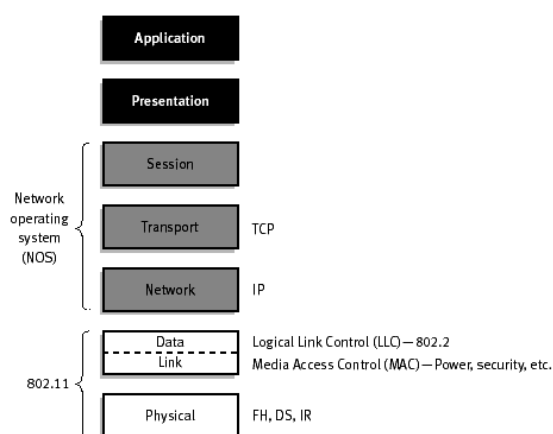 Application
Presentation
Session
Network
operating
system
(NOS)
Transport
TCP
Network
IP
Data
Link
Logical Link Control (LLC)—802.2
Media Access Control (MAC)—Power, security, etc.
802.11
Physical
FH, DS, IR